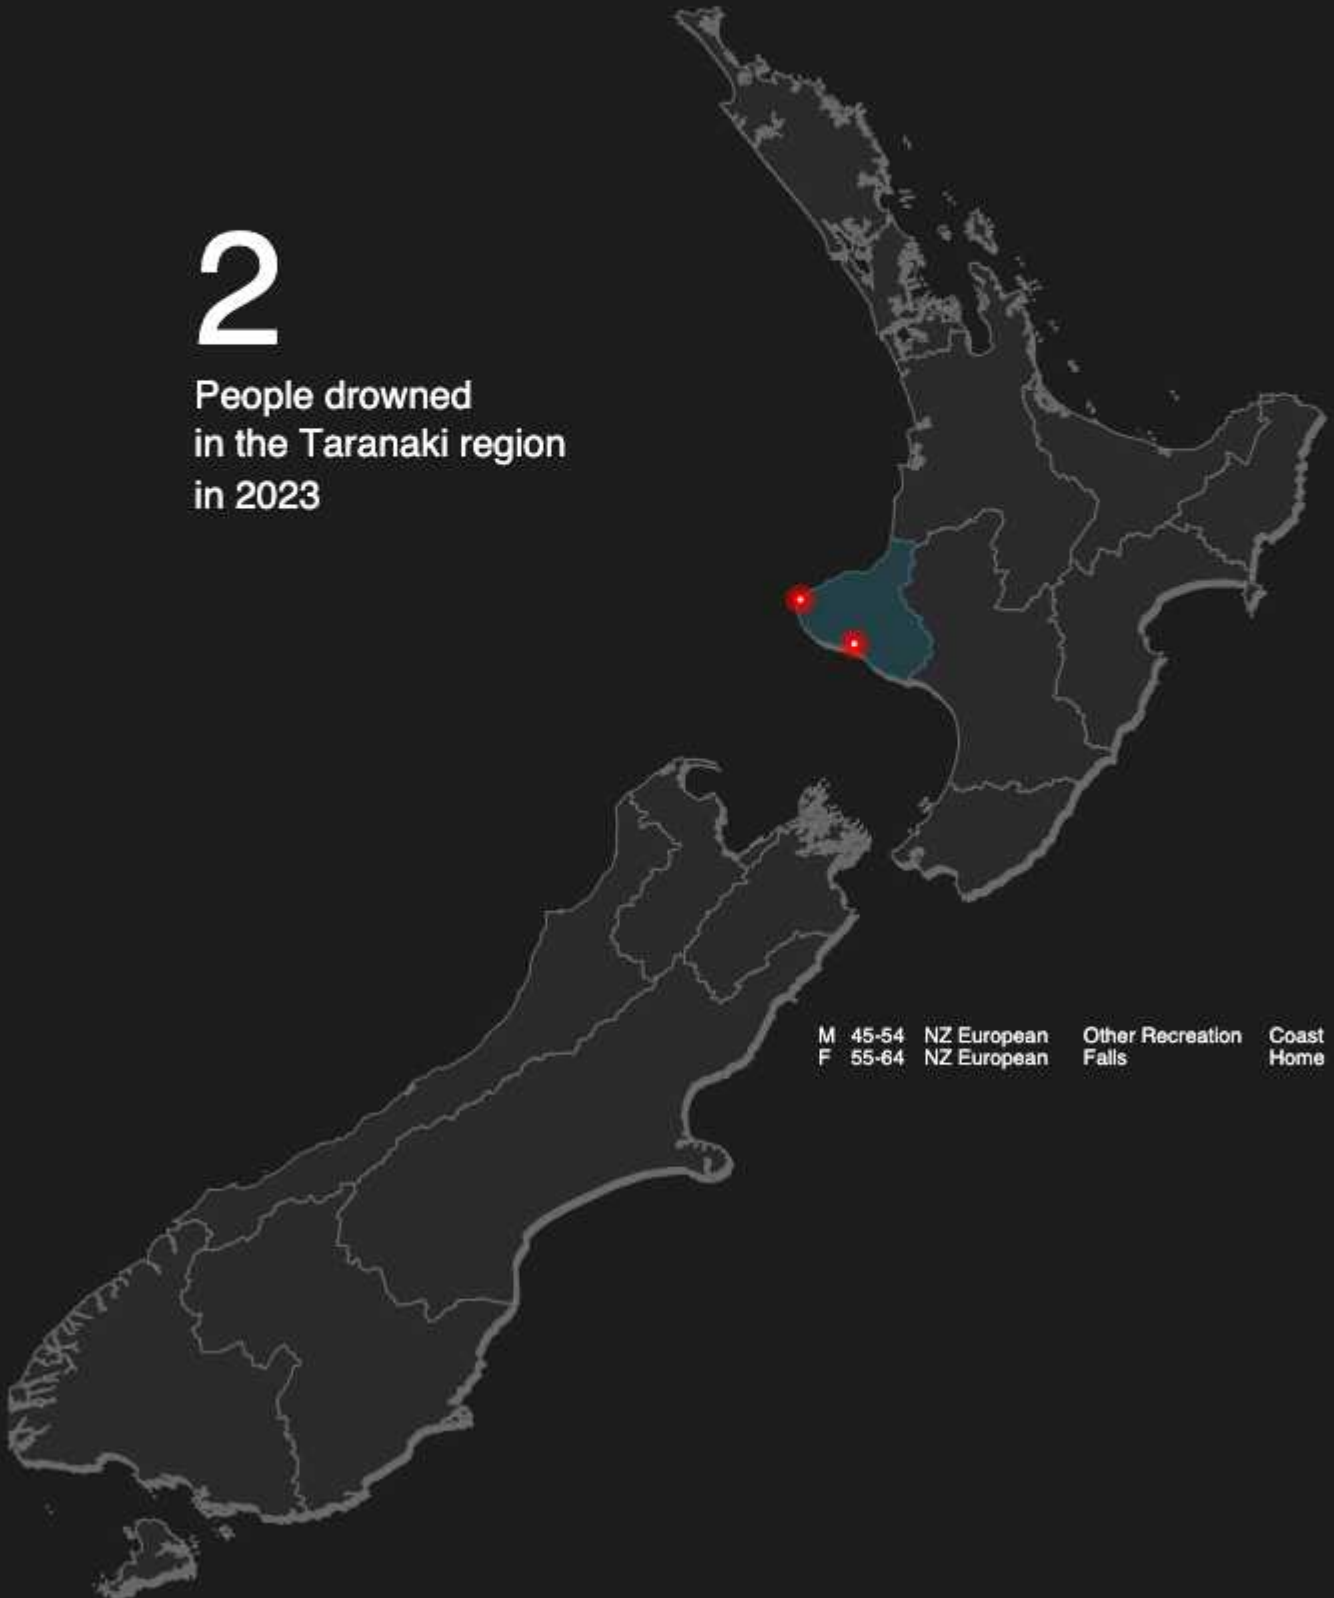 2
People drowned
in the Taranaki region
in 2023
M 45-54 NZ European Other Recreation Coast
F 55-64 NZ European Falls Home